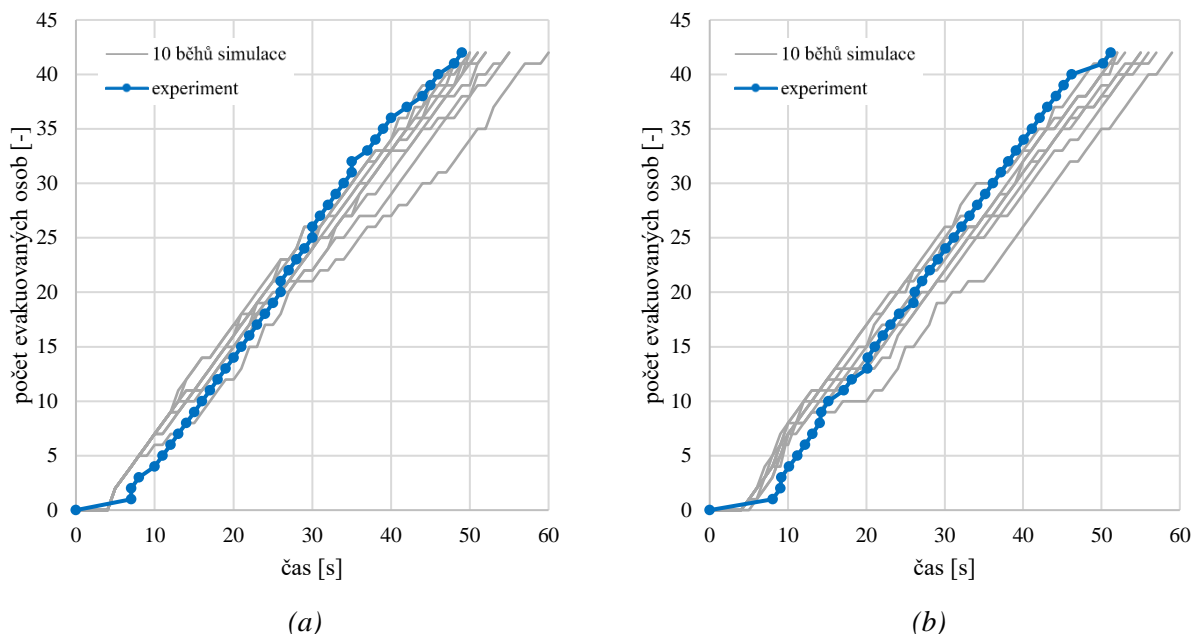 45
40
35
30
25
20
15
10
5
0
počet evakuovaných osob [-]
10 běhů simulace
experiment
0 10 20 30 40 50 60
čas [s]
(a)
45
40
35
30
25
20
15
10
5
0
počet evakuovaných osob [-]
10 běhů simulace
experiment
0 10 20 30 40 50 60
čas [s]
(b)